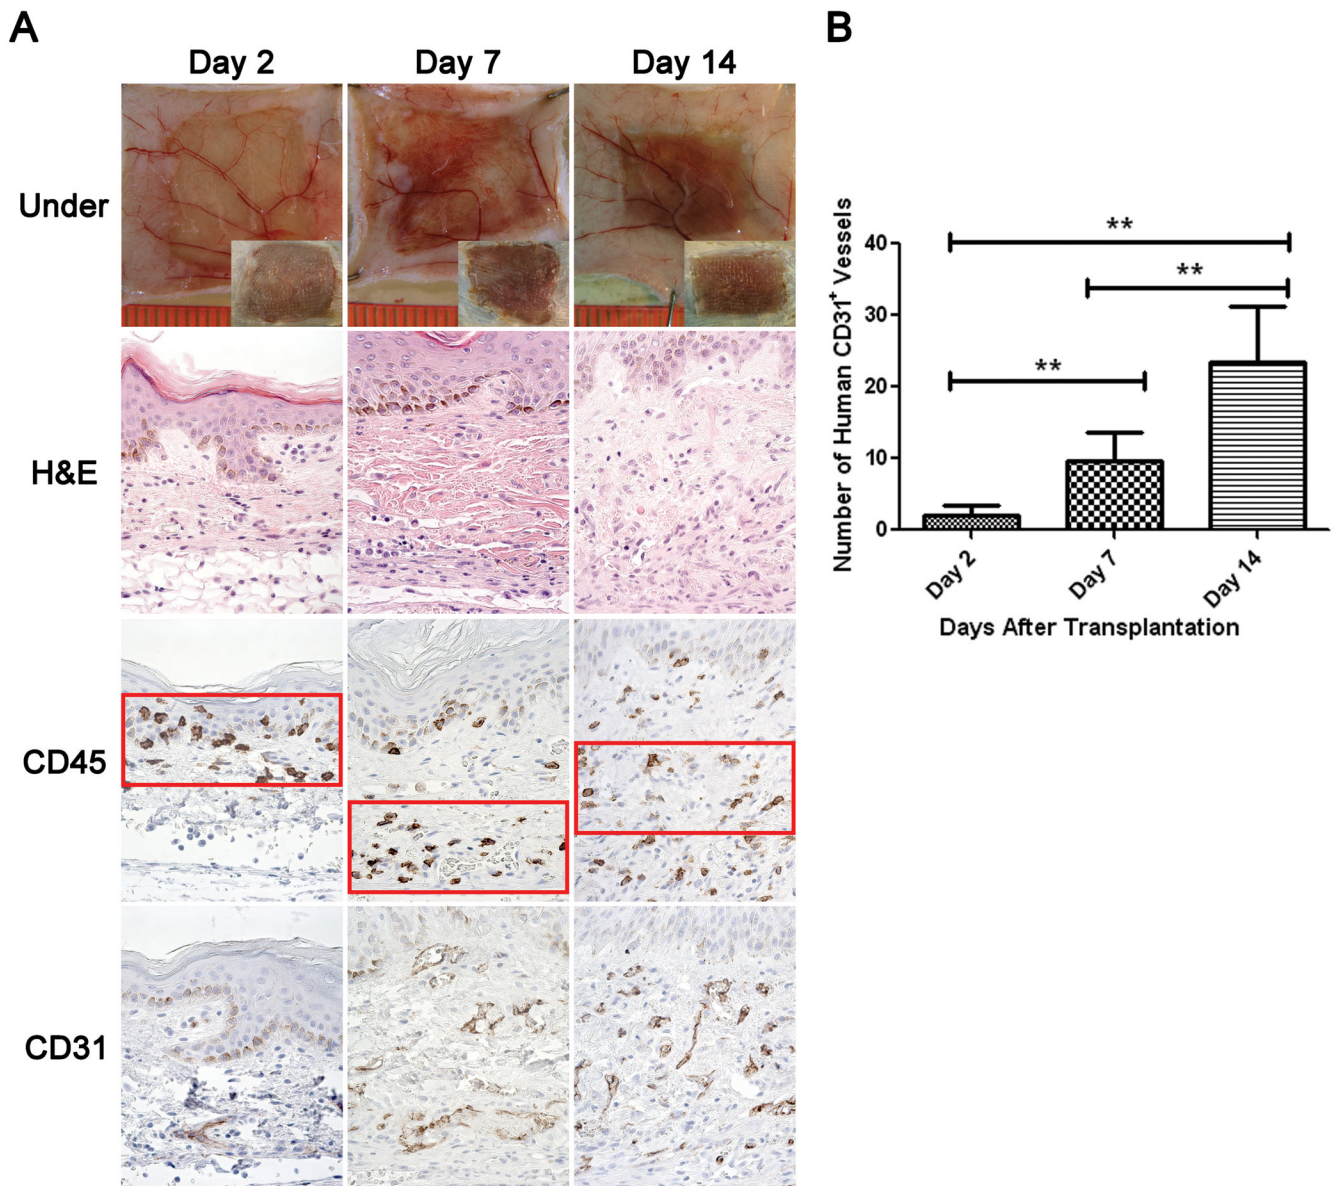 A
B
Day 2
Day 7
Day 14
Under
H&E
CD45
CD31
Number of Human CD31+ Vessels
40
30
20
10
0
**
**
**
Day 2
Day 7
Day 14
Days After Transplantation